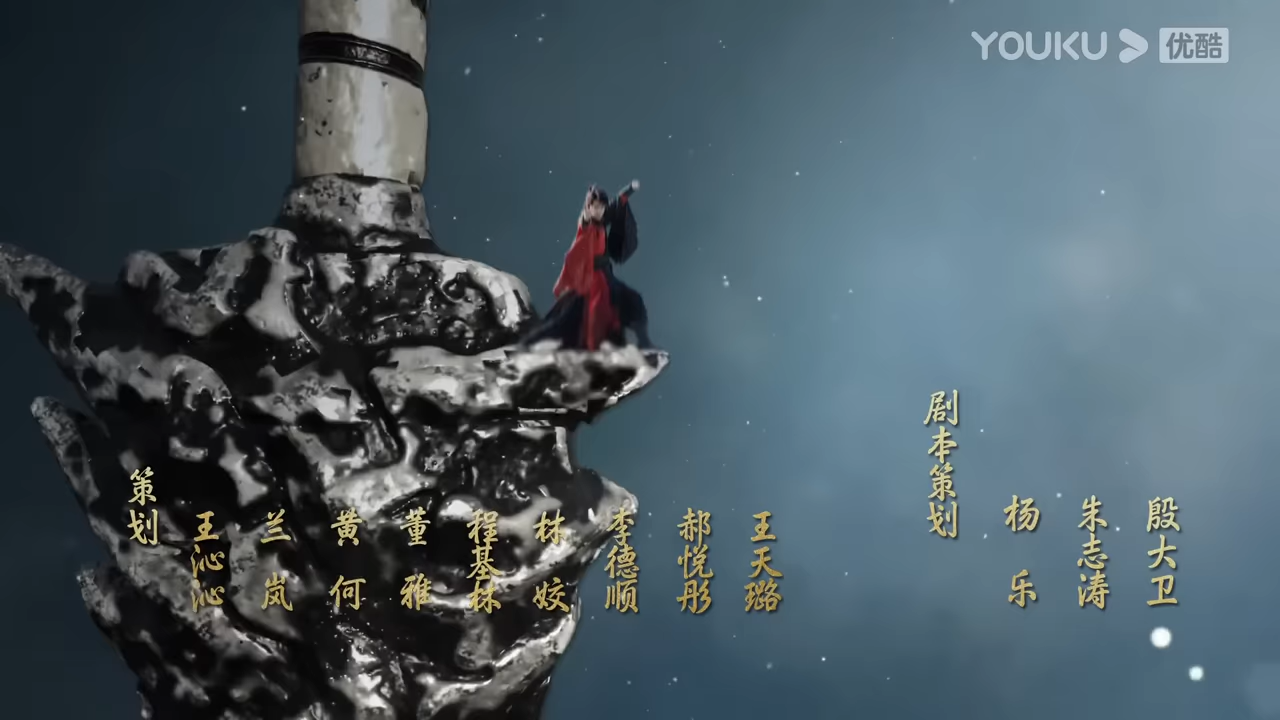 YOUKU 优酷
策划
王沁沁
兰岚
黄何
董雅
程基林
林姣
李德顺
郝悦彤
王天璐
剧本策划
杨乐
朱志涛
殷大卫